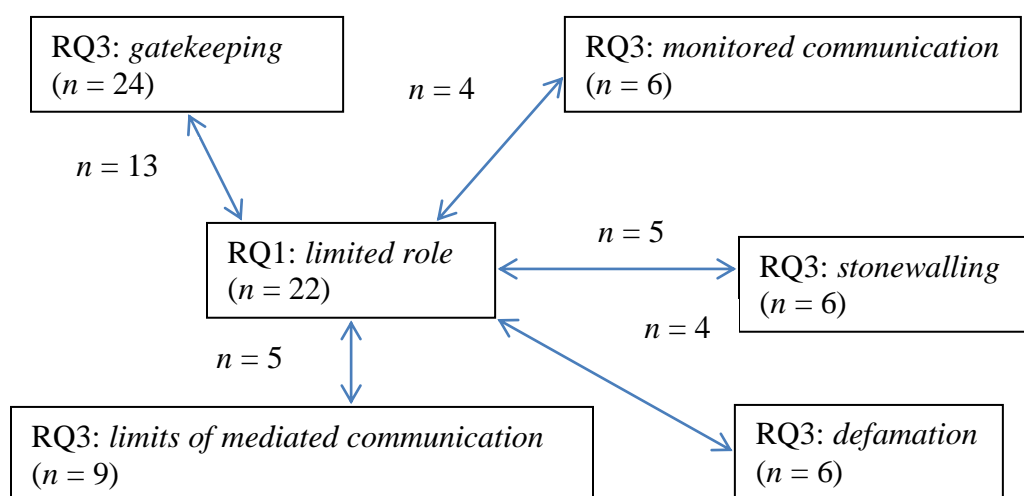 RQ3: gatekeeping
(n = 24)
RQ3: monitored communication
(n = 6)
n = 4
n = 13
RQ1: limited role
(n = 22)
n = 5
RQ3: stonewalling
(n = 6)
n = 4
n = 5
RQ3: limits of mediated communication
(n = 9)
RQ3: defamation
(n = 6)